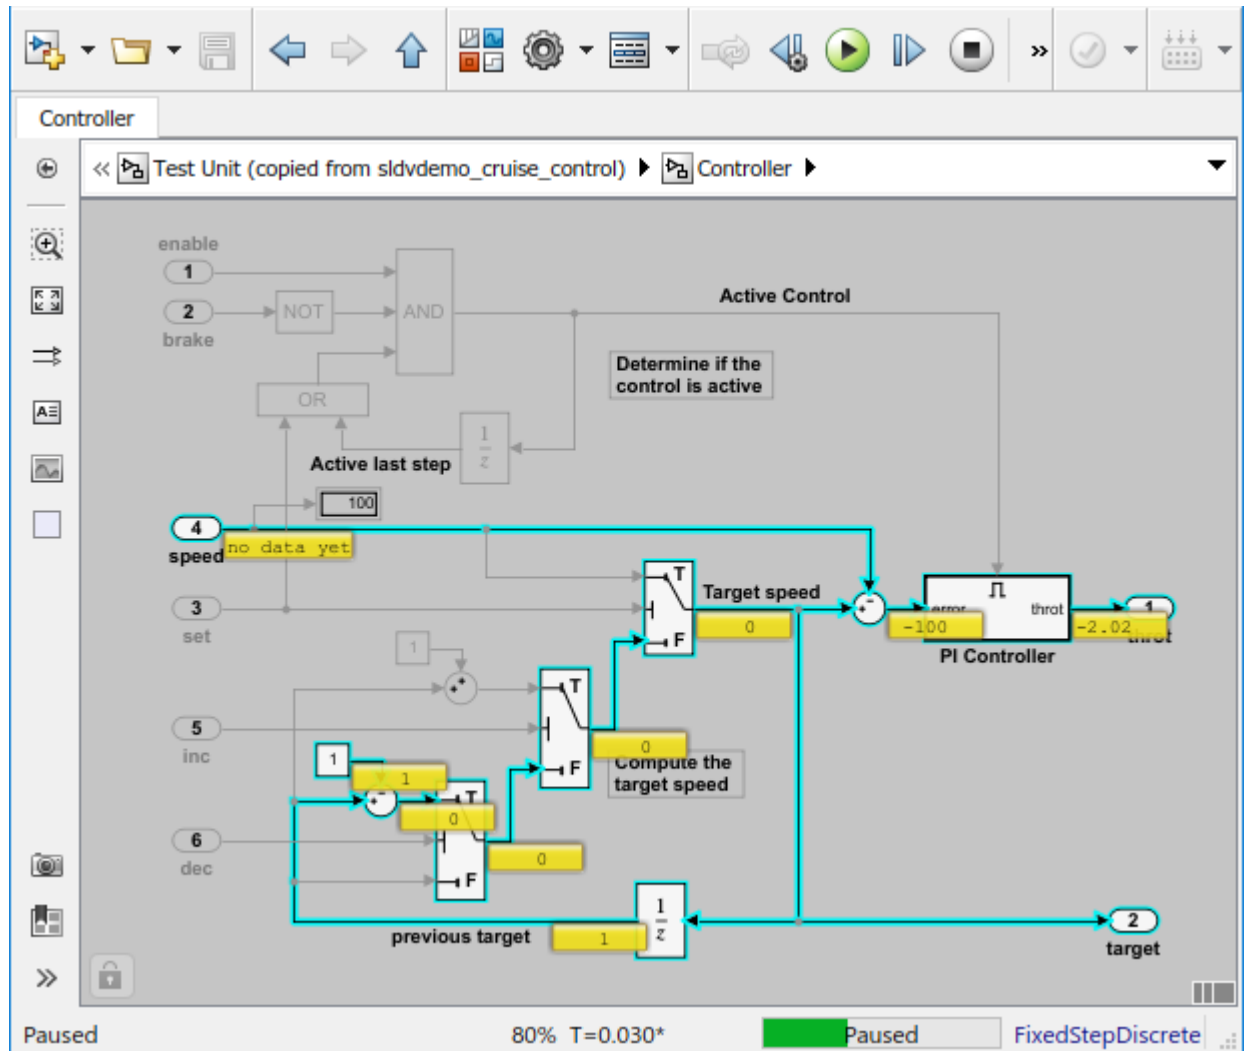 Controller
Test Unit (copied from sldvdemo_cruise_control) Controller
enable
1
2
brake
NOT
AND
Active Control
Determine if the
control is active
OR
1
z
Active last step
100
4
speed
no data yet
T
Target speed
F
0
3
set
error
-100
throt
-2.02
1
throt
PI Controller
1
T
F
0
5
inc
Compute the
target speed
1
1
T
0
F
0
6
dec
1
z
previous target
1
2
target
Paused
80% T=0.030*
Paused
FixedStepDiscrete